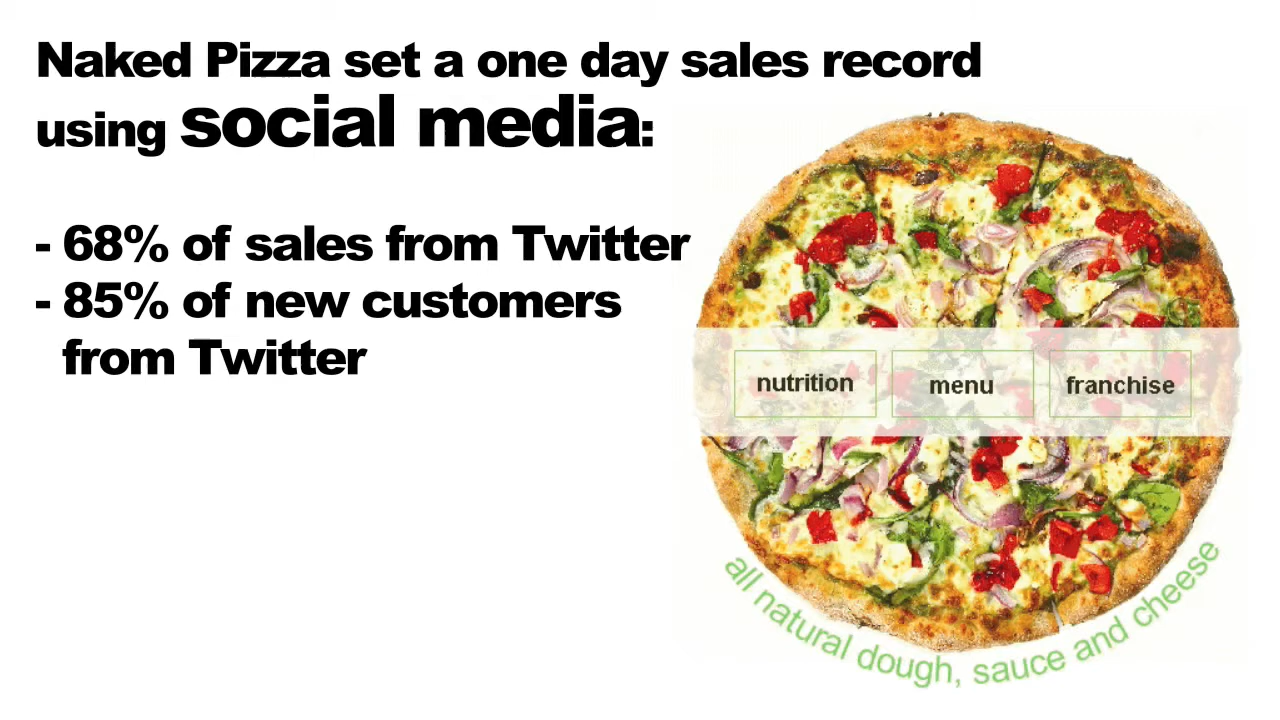 Naked Pizza set a one day sales record
using social media:
- 68% of sales from Twitter
- 85% of new customers
from Twitter
nutrition
menu
franchise
all natural dough, sauce and cheese